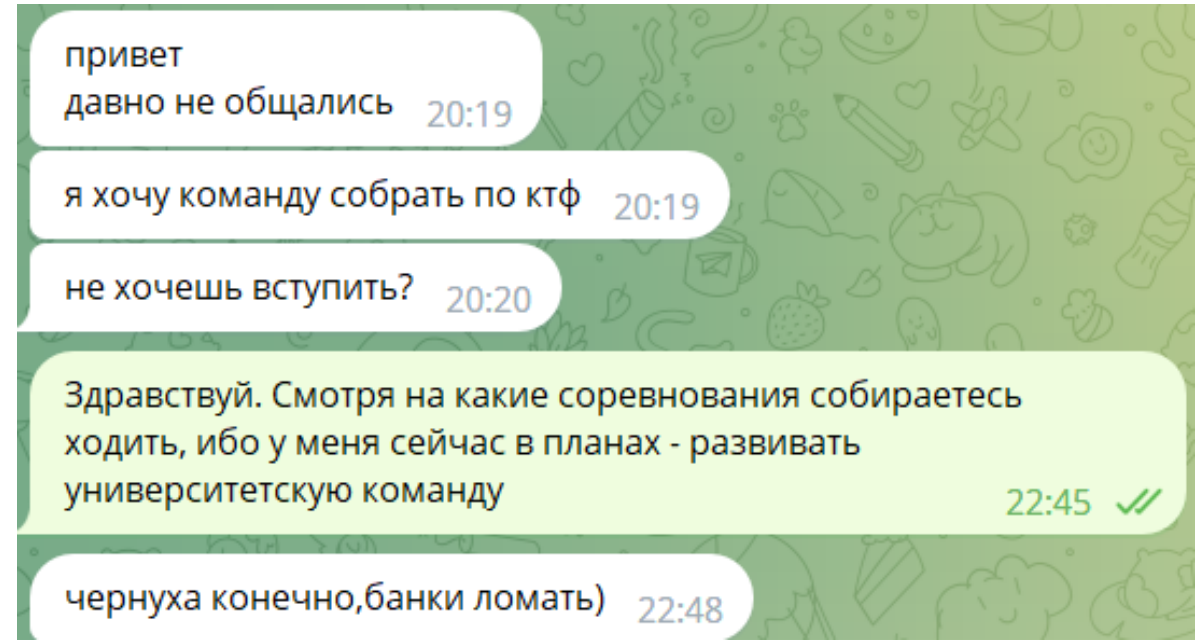 привет
давно не общались 20:19
я хочу команду собрать по ктф 20:19
не хочешь вступить? 20:20
Здравствуй. Смотря на какие соревнования собираетесь
ходить, ибо у меня сейчас в планах - развивать
университетскую команду 22:45
чернуха конечно,банки ломать) 22:48